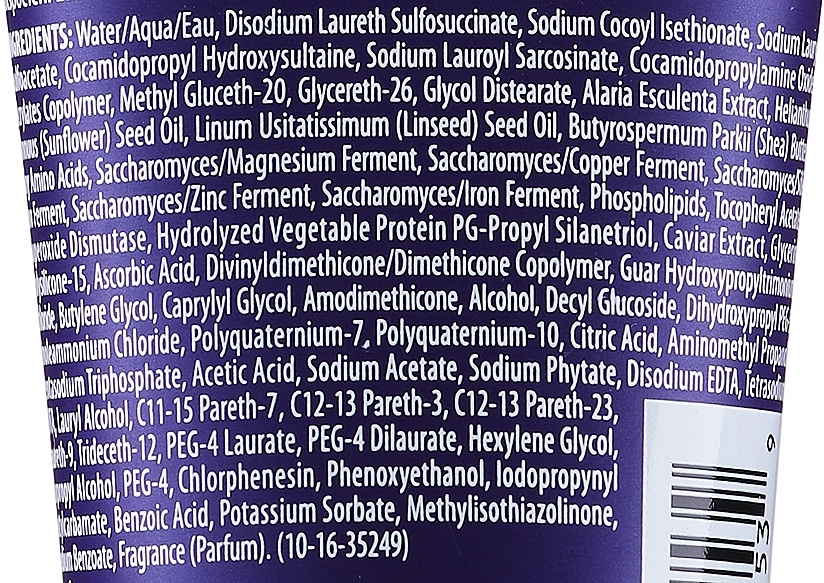 INGREDIENTS: Water/Aqua/Eau, Disodium Laureth Sulfosuccinate, Sodium Cocoyl Isethionate, Sodium
Cocamidopropyl Hydroxysultaine, Sodium Lauroyl Sarcosinate, Cocamidopropylamine Oxide
Copolymer, Methyl Gluceth-20, Glycereth-26, Glycol Distearate, Alaria Esculenta Extract,
(Sunflower) Seed Oil, Linum Usitatissimum (Linseed) Seed Oil, Butyrospermum Parkii (Shea)
Amino Acids, Saccharomyces/Magnesium Ferment, Saccharomyces/Copper Ferment,
Ferment, Saccharomyces/Zinc Ferment, Saccharomyces/Iron Ferment, Phospholipids, Tocopheryl
Dismutase, Hydrolyzed Vegetable Protein PG-Propyl Silanetriol, Caviar Extract,
Ascorbic Acid, Divinyldimethicone/Dimethicone Copolymer, Guar
Butylene Glycol, Caprylyl Glycol, Amodimethicone, Alcohol, Decyl Glucoside, Dihydroxypropyl
Chloride, Polyquaternium-7, Polyquaternium-10, Citric Acid, Aminomethyl
Triphosphate, Acetic Acid, Sodium Acetate, Sodium Phytate, Disodium EDTA,
Lauryl Alcohol, C11-15 Pareth-7, C12-13 Pareth-3, C12-13 Pareth-23,
Trideceth-12, PEG-4 Laurate, PEG-4 Dilaurate, Hexylene Glycol,
Alcohol, PEG-4, Chlorphenesin, Phenoxyethanol, Iodopropynyl
Benzoic Acid, Potassium Sorbate, Methylisothiazolinone,
Benzoate, Fragrance (Parfum). (10-16-35249)
9
53